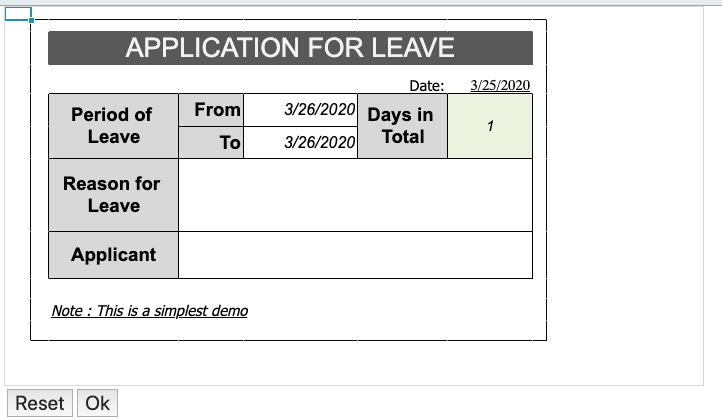 APPLICATION FOR LEAVE
Date: 3/25/2020
Period of
Leave
From 3/26/2020
To 3/26/2020
Days in
Total
1
Reason for
Leave
Applicant
Note : This is a simplest demo
Reset Ok